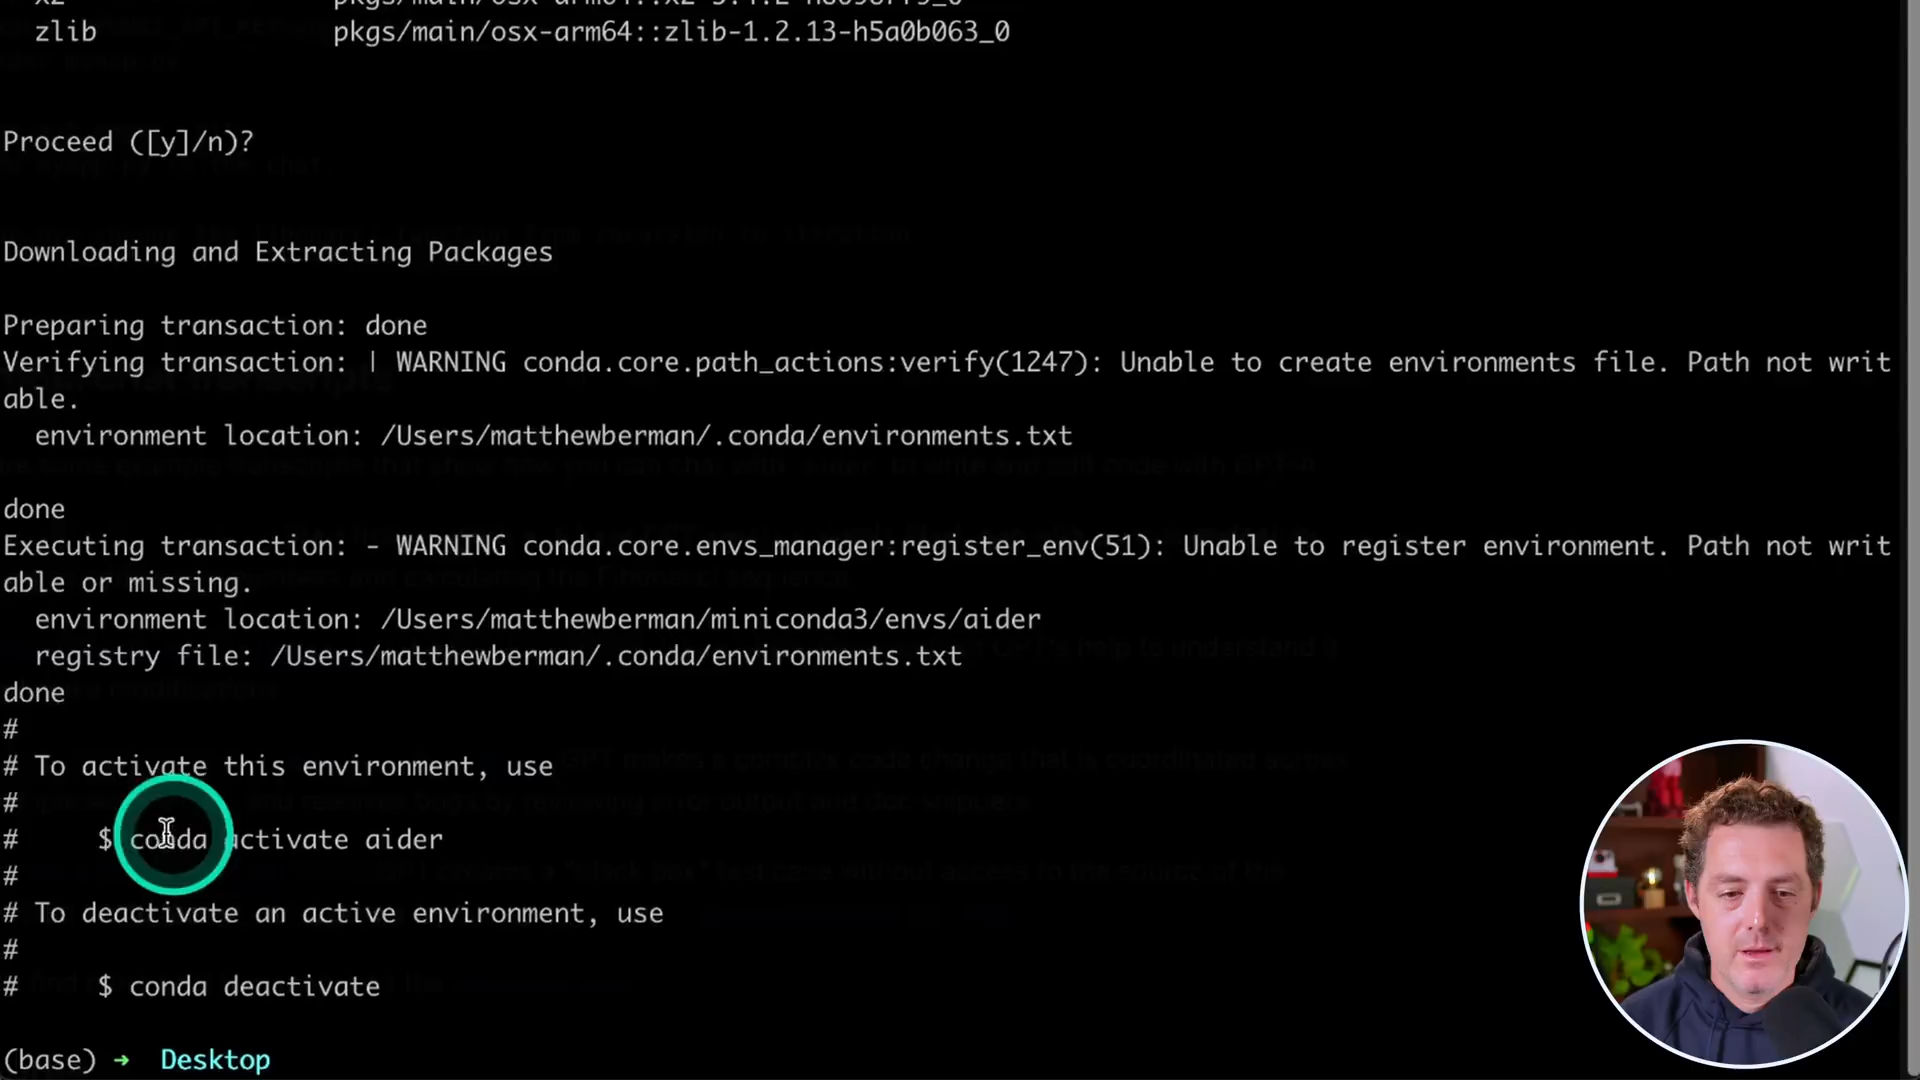 zlib pkgs/main/osx-arm64::zlib-1.2.13-h5a0b063_0
Proceed ([y]/n)?
Downloading and Extracting Packages
Preparing transaction: done
Verifying transaction: | WARNING conda.core.path_actions:verify(1247): Unable to create environments file. Path not writ
able.
environment location: /Users/matthewberman/.conda/environments.txt
done
Executing transaction: - WARNING conda.core.envs_manager:register_env(51): Unable to register environment. Path not writ
able or missing.
environment location: /Users/matthewberman/miniconda3/envs/aider
registry file: /Users/matthewberman/.conda/environments.txt
done
#
# To activate this environment, use
#
# $ conda activate aider
#
# To deactivate an active environment, use
#
# $ conda deactivate
(base) → Desktop